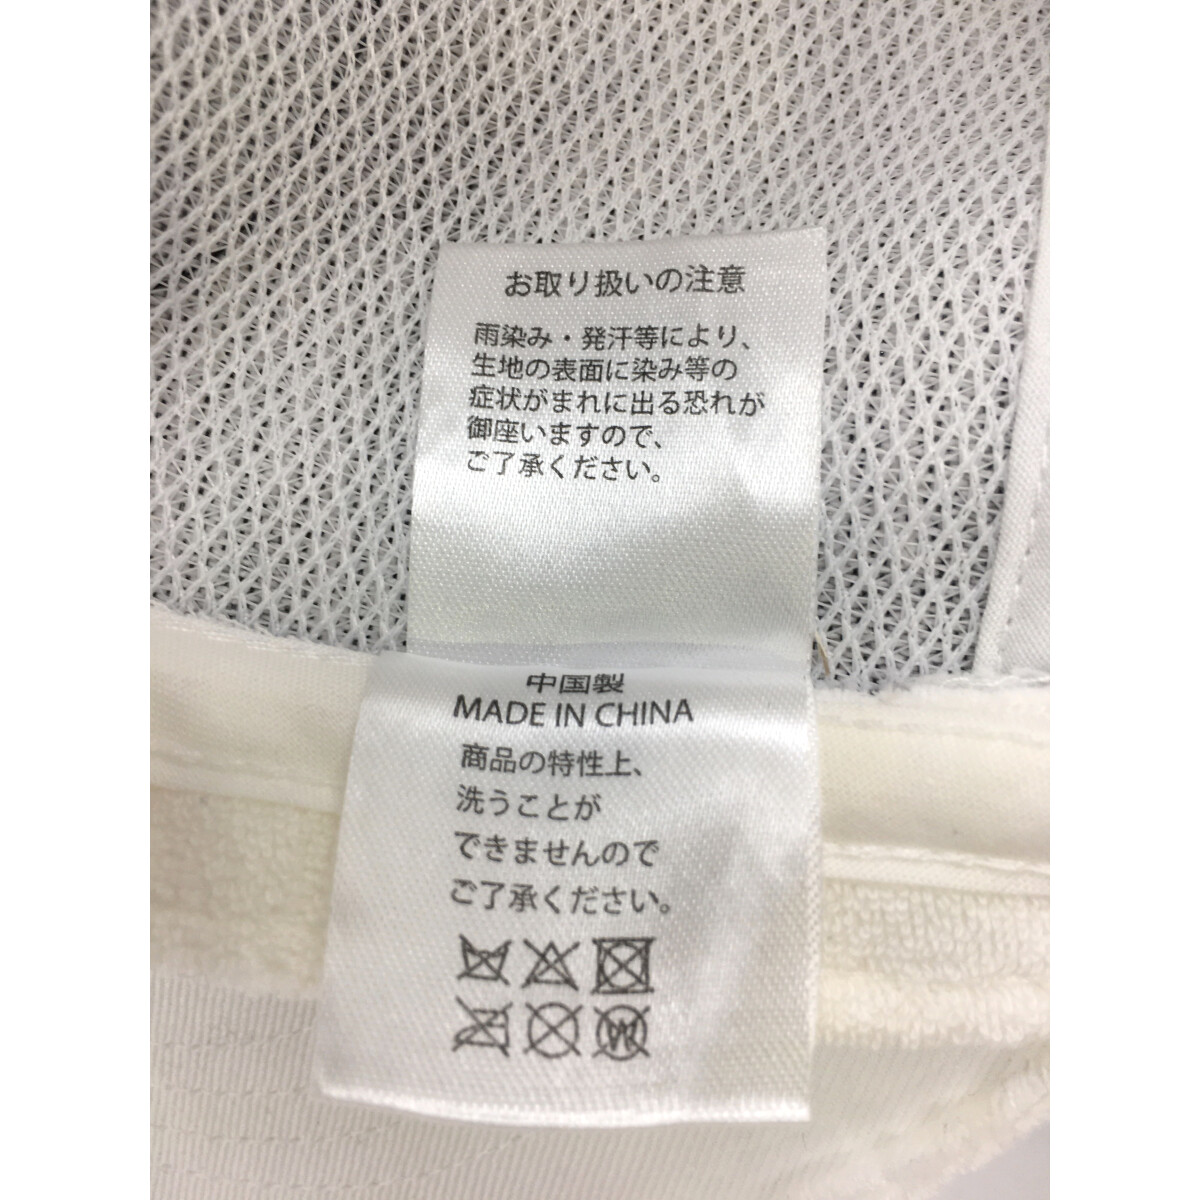 お取り扱いの注意
雨染み・発汗等により、
生地の表面に染み等の
症状がまれに出る恐れが
御座いますので、
ご了承ください。
中国製
MADE IN CHINA
商品の特性上、
洗うことが
できませんので
ご了承ください。
W